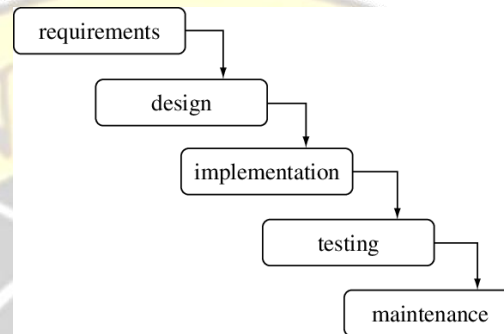 requirements
design
implementation
testing
maintenance